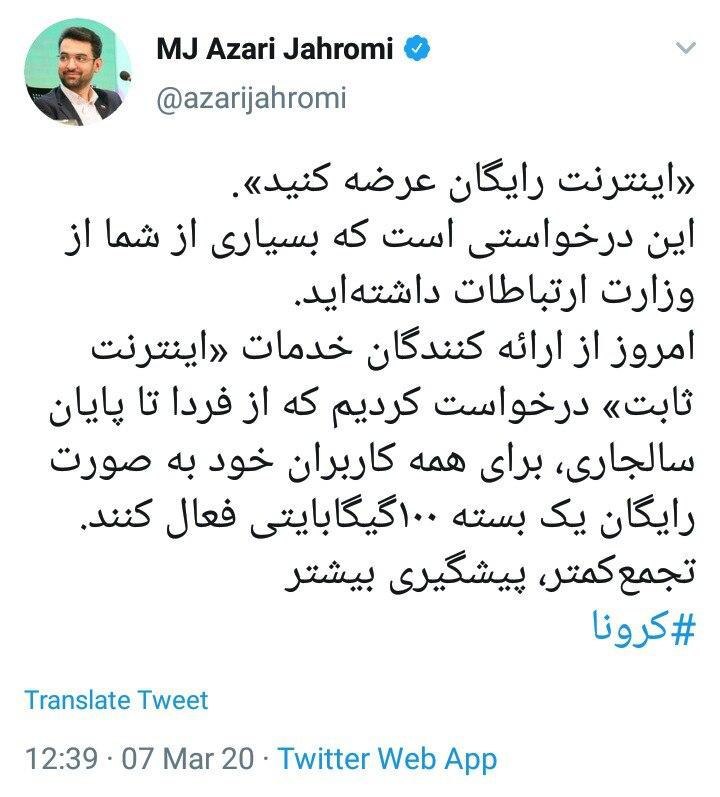 MJ Azari Jahromi
@azarijahromi
«اینترنت رایگان عرضه کنید».
این درخواستی است که بسیاری از شما از
وزارت ارتباطات داشته‌اید.
امروز از ارائه کنندگان خدمات «اینترنت
ثابت» درخواست کردیم که از فردا تا پایان
سالجاری، برای همه کاربران خود به صورت
رایگان یک بسته ۱۰۰گیگابایتی فعال کنند.
تجمع‌کمتر، پیشگیری بیشتر
#کرونا
Translate Tweet
12:39 · 07 Mar 20 · Twitter Web App